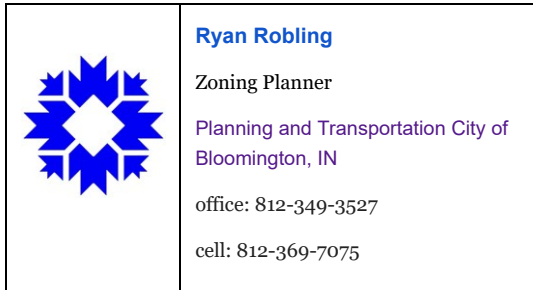 Ryan Robling
Zoning Planner
Planning and Transportation City of
Bloomington, IN
office: 812-349-3527
cell: 812-369-7075